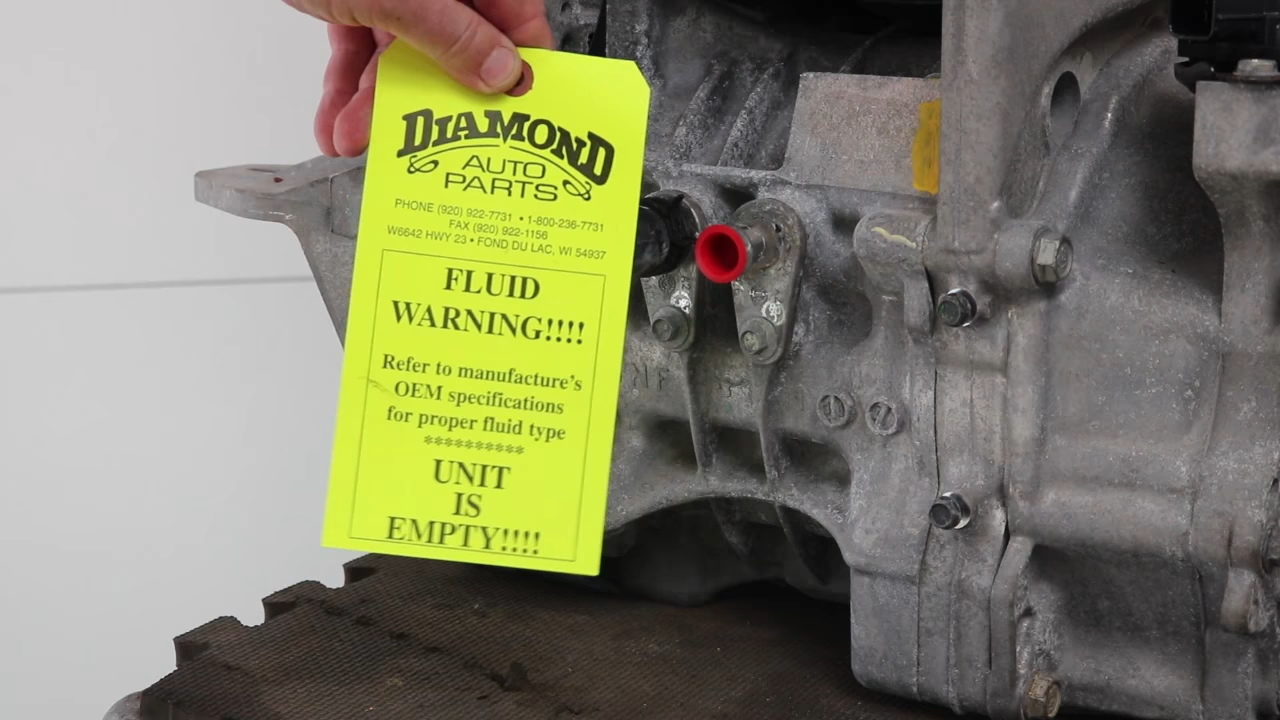 DIAMOND
AUTO
PARTS
PHONE (920) 922-7731 • 1-800-236-7731
FAX (920) 922-1156
W6642 HWY 23 • FOND DU LAC, WI 54937
FLUID
WARNING!!!!
Refer to manufacture's
OEM specifications
for proper fluid type
**********
UNIT
IS
EMPTY!!!!